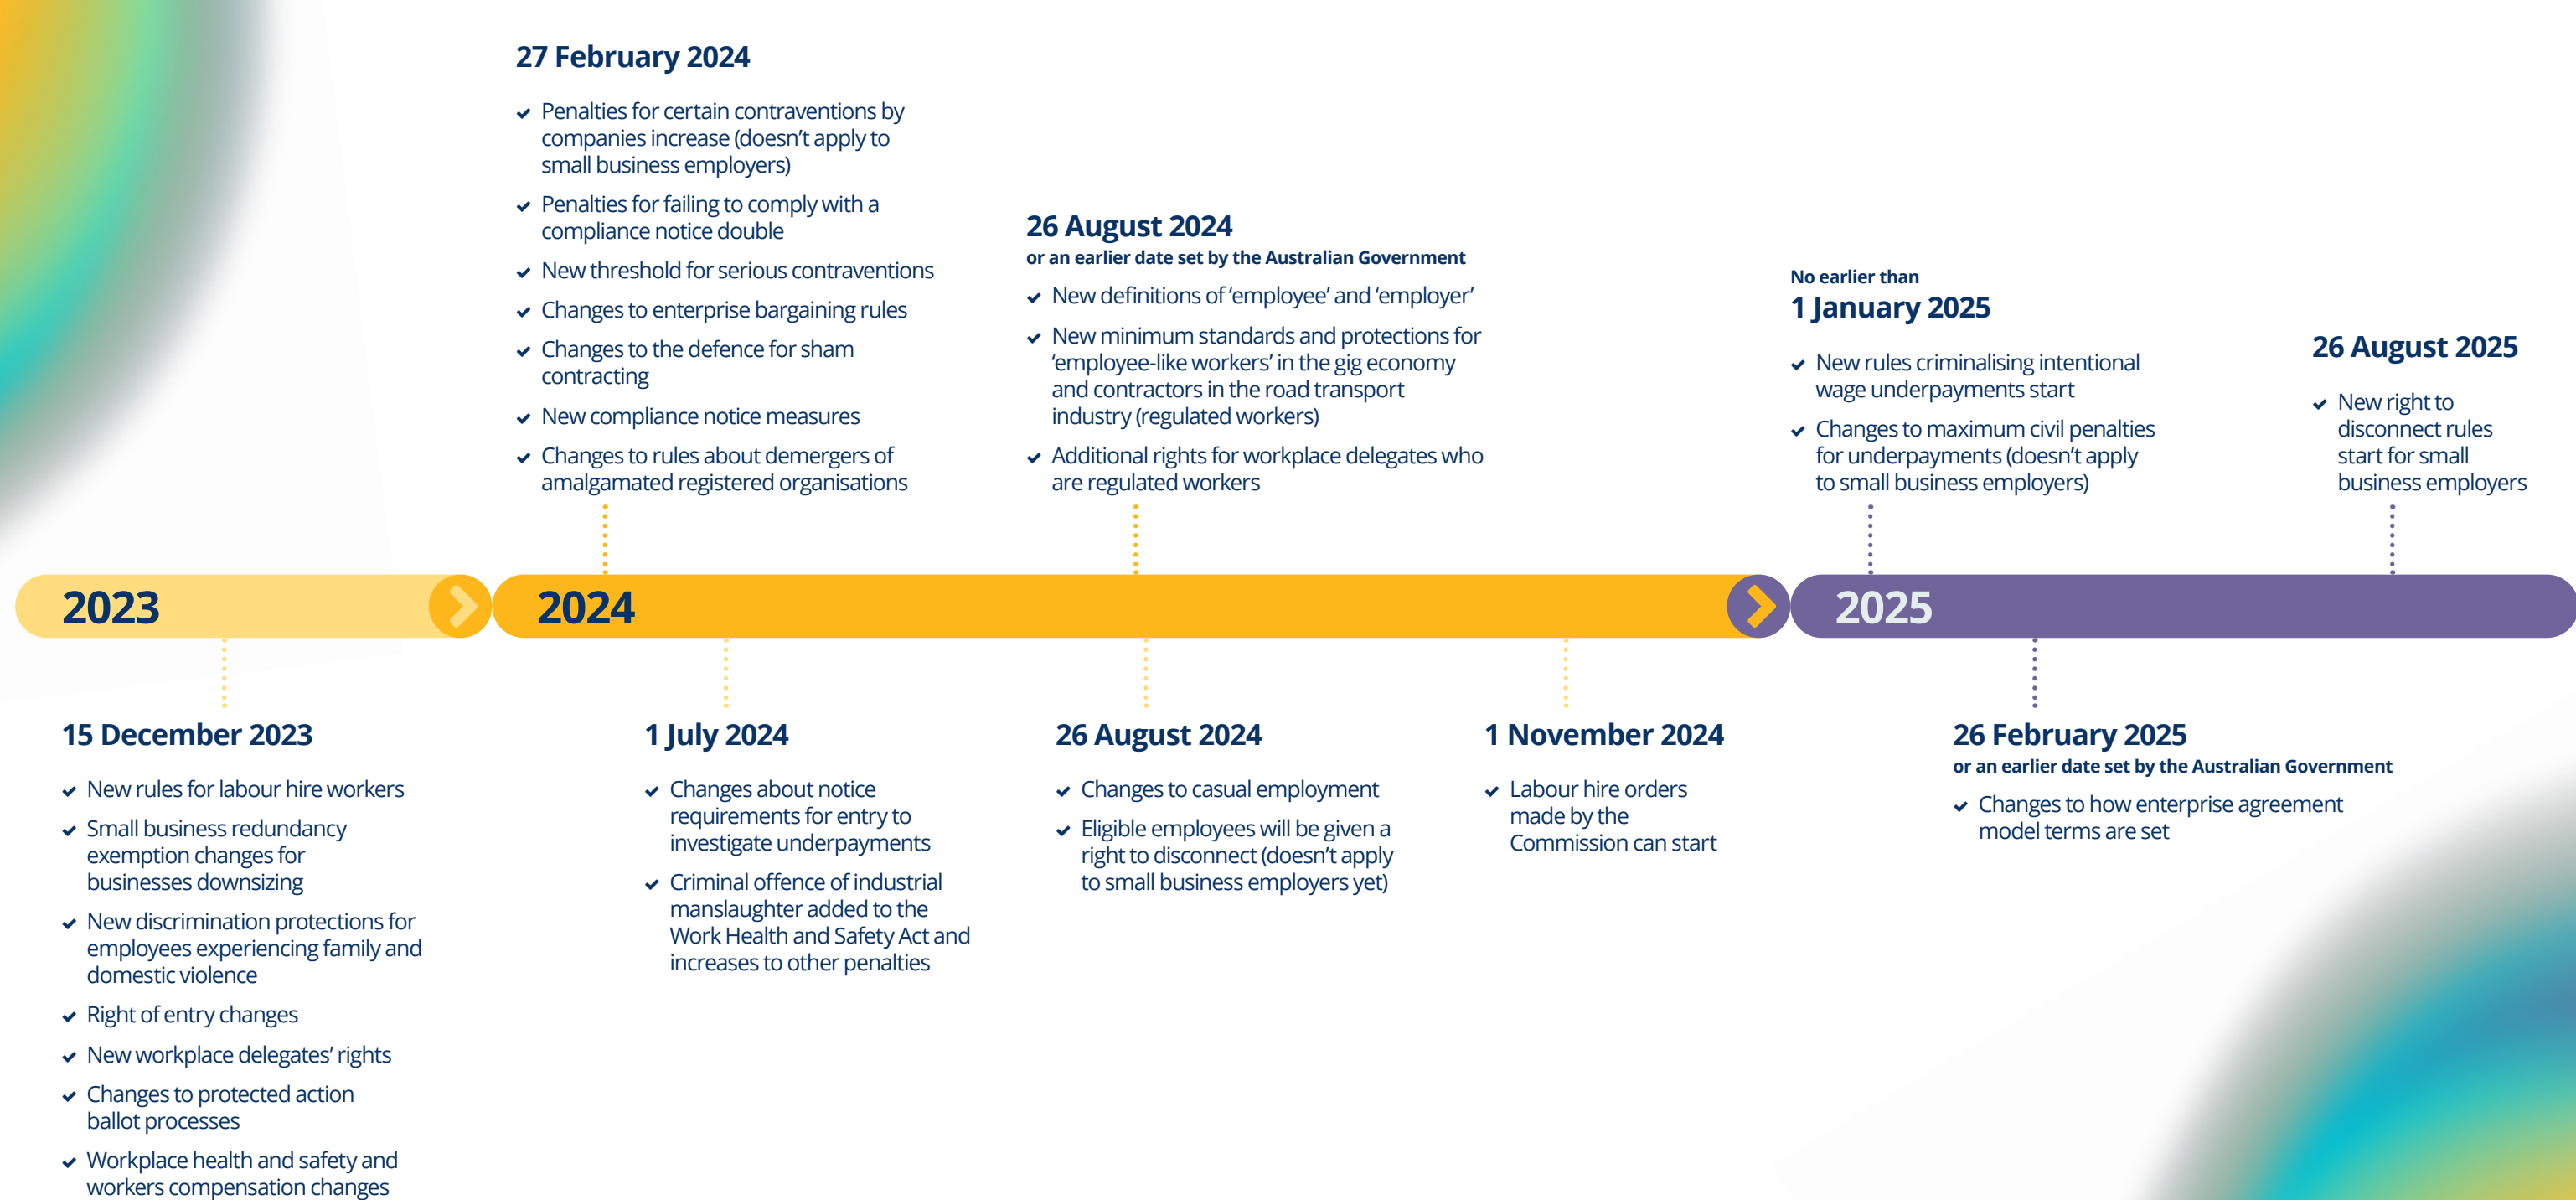 27 February 2024
Penalties for certain contraventions by
companies increase (doesn't apply to
small business employers)
Penalties for failing to comply with a
compliance notice double
New threshold for serious contraventions
Changes to enterprise bargaining rules
Changes to the defence for sham
contracting
New compliance notice measures
Changes to rules about demergers of
amalgamated registered organisations
26 August 2024
or an earlier date set by the Australian Government
New definitions of ‘employee’ and ‘employer’
New minimum standards and protections for
‘employee-like workers’ in the gig economy
and contractors in the road transport
industry (regulated workers)
Additional rights for workplace delegates who
are regulated workers
No earlier than
1 January 2025
New rules criminalising intentional
wage underpayments start
Changes to maximum civil penalties
for underpayments (doesn’t apply
to small business employers)
26 August 2025
New right to
disconnect rules
start for small
business employers
2023
2024
2025
15 December 2023
New rules for labour hire workers
Small business redundancy
exemption changes for
businesses downsizing
New discrimination protections for
employees experiencing family and
domestic violence
Right of entry changes
New workplace delegates’ rights
Changes to protected action
ballot processes
Workplace health and safety and
workers compensation changes
1 July 2024
Changes about notice
requirements for entry to
investigate underpayments
Criminal offence of industrial
manslaughter added to the
Work Health and Safety Act and
increases to other penalties
26 August 2024
Changes to casual employment
Eligible employees will be given a
right to disconnect (doesn’t apply
to small business employers yet)
1 November 2024
Labour hire orders
made by the
Commission can start
26 February 2025
or an earlier date set by the Australian Government
Changes to how enterprise agreement
model terms are set